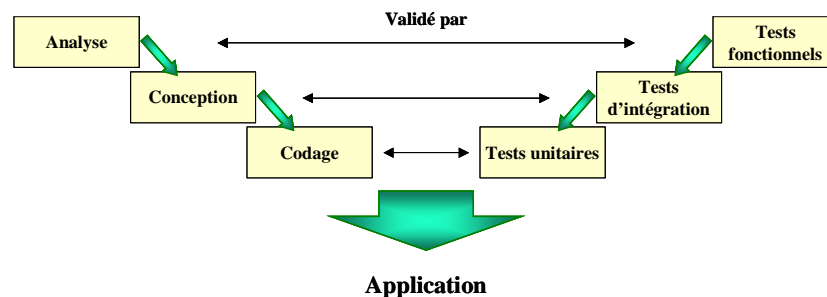 Validé par
Analyse
Tests
fonctionnels
Conception
Tests
d'intégration
Codage
Tests unitaires
Application